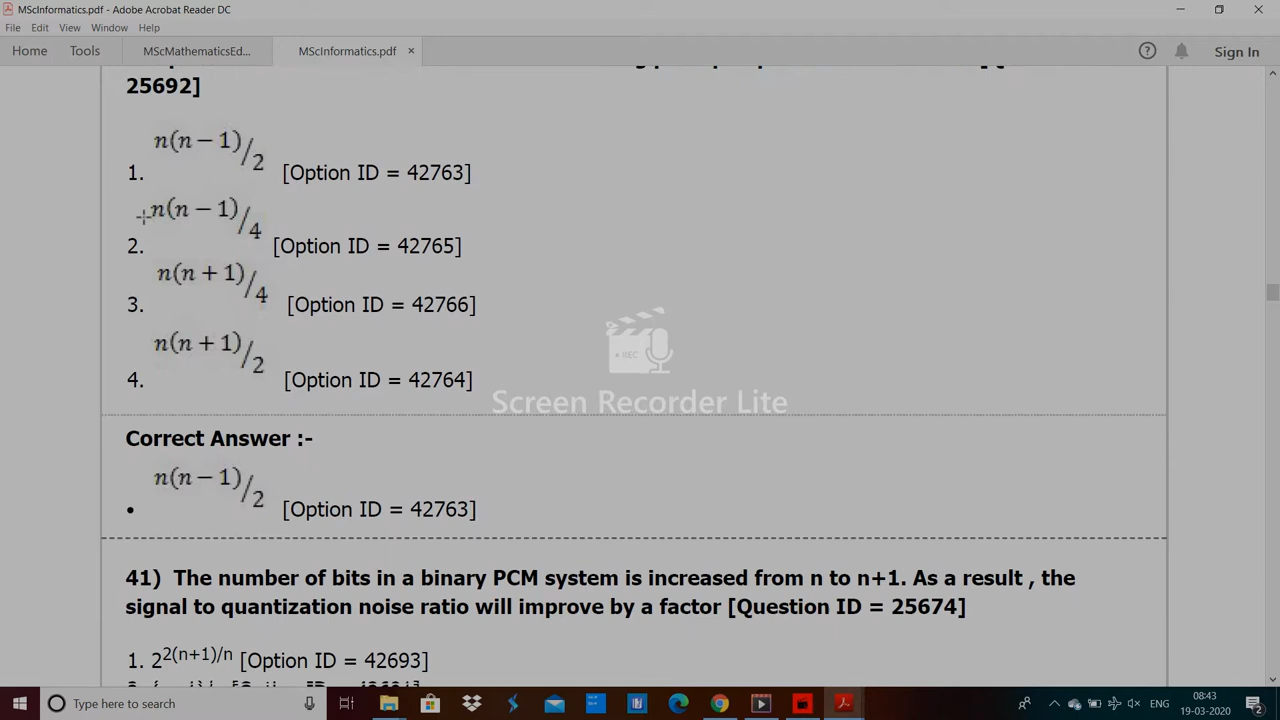 MScInformatics.pdf - Adobe Acrobat Reader DC
File Edit View Window Help
Home Tools MScMathematicsEd... MScInformatics.pdf × Sign In
25692]
1. n(n − 1)/2 [Option ID = 42763]
2. n(n − 1)/4 [Option ID = 42765]
3. n(n + 1)/4 [Option ID = 42766]
4. n(n + 1)/2 [Option ID = 42764]
REC
Screen Recorder Lite
Correct Answer :-
• n(n − 1)/2 [Option ID = 42763]
41) The number of bits in a binary PCM system is increased from n to n+1. As a result , the
signal to quantization noise ratio will improve by a factor [Question ID = 25674]
1. 2^2(n+1)/n [Option ID = 42693]
Type here to search ENG 08:43
19-03-2020 2